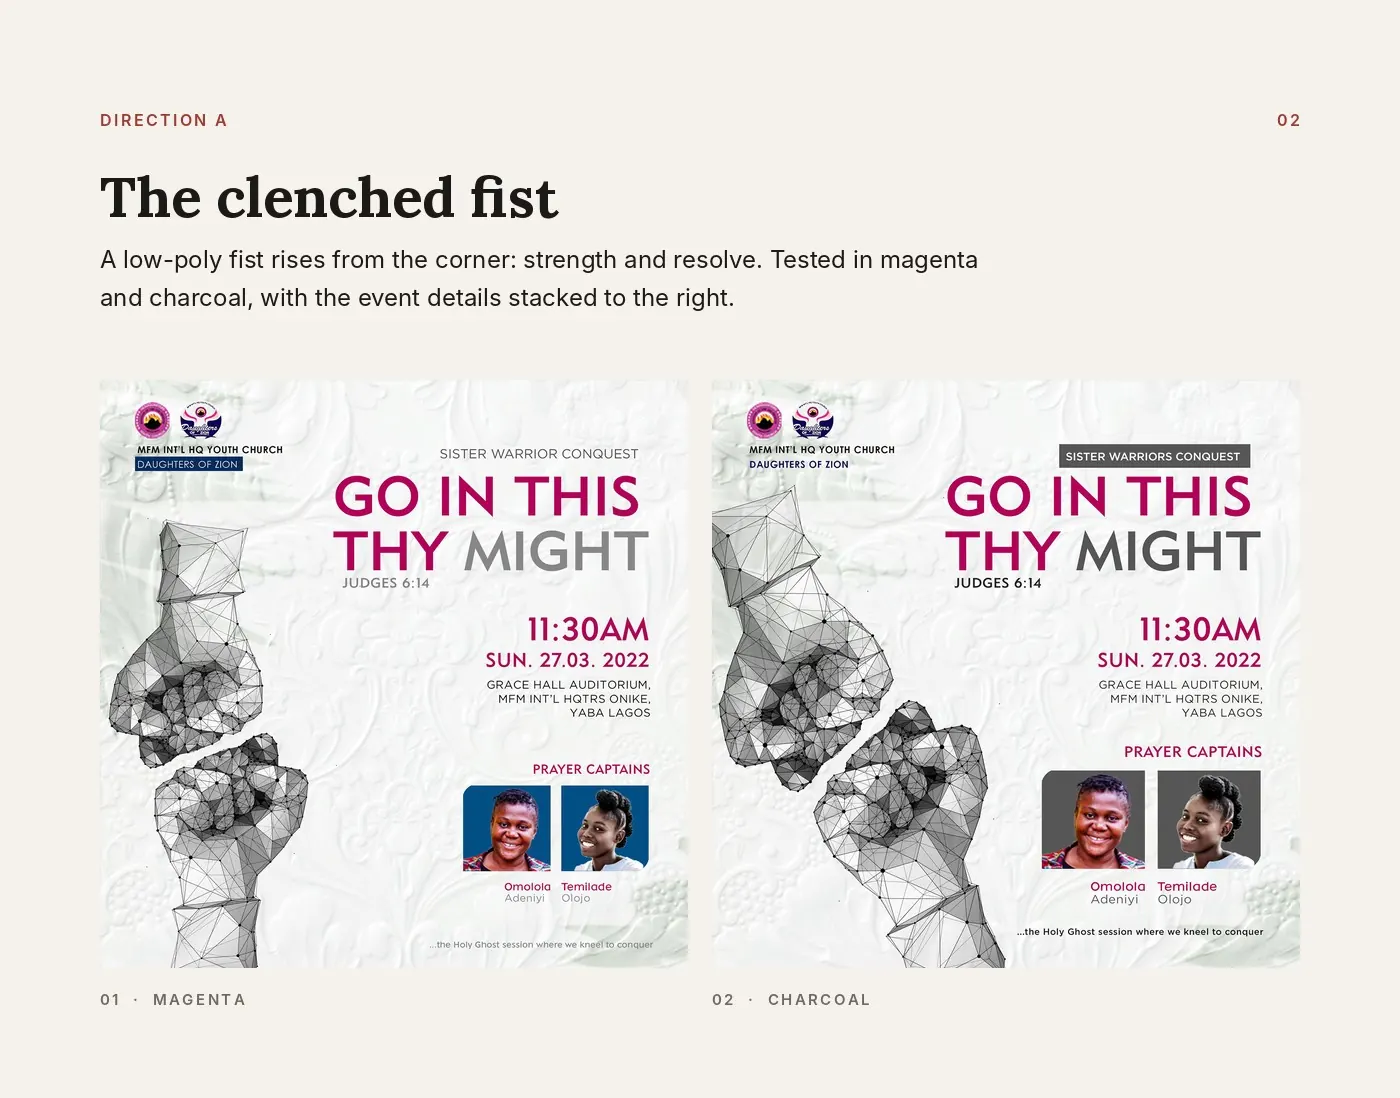 DIRECTION A
02
The clenched fist
A low-poly fist rises from the corner: strength and resolve. Tested in magenta
and charcoal, with the event details stacked to the right.
MFM INT'L HQ YOUTH CHURCH
DAUGHTERS OF ZION
SISTER WARRIOR CONQUEST
GO IN THIS
THY MIGHT
JUDGES 6:14
11:30AM
SUN. 27.03. 2022
GRACE HALL AUDITORIUM,
MFM INT'L HQTRS ONIKE,
YABA LAGOS
PRAYER CAPTAINS
Omolola Temilade
Adeniyi Olojo
...the Holy Ghost session where we kneel to conquer
01 · MAGENTA
Daughters
OF ZION
MFM INT'L HQ YOUTH CHURCH
DAUGHTERS OF ZION
SISTER WARRIORS CONQUEST
GO IN THIS
THY MIGHT
JUDGES 6:14
11:30AM
SUN. 27.03. 2022
GRACE HALL AUDITORIUM,
MFM INT'L HQTRS ONIKE,
YABA LAGOS
PRAYER CAPTAINS
Omolola Temilade
Adeniyi Olojo
...the Holy Ghost session where we kneel to conquer
02 · CHARCOAL